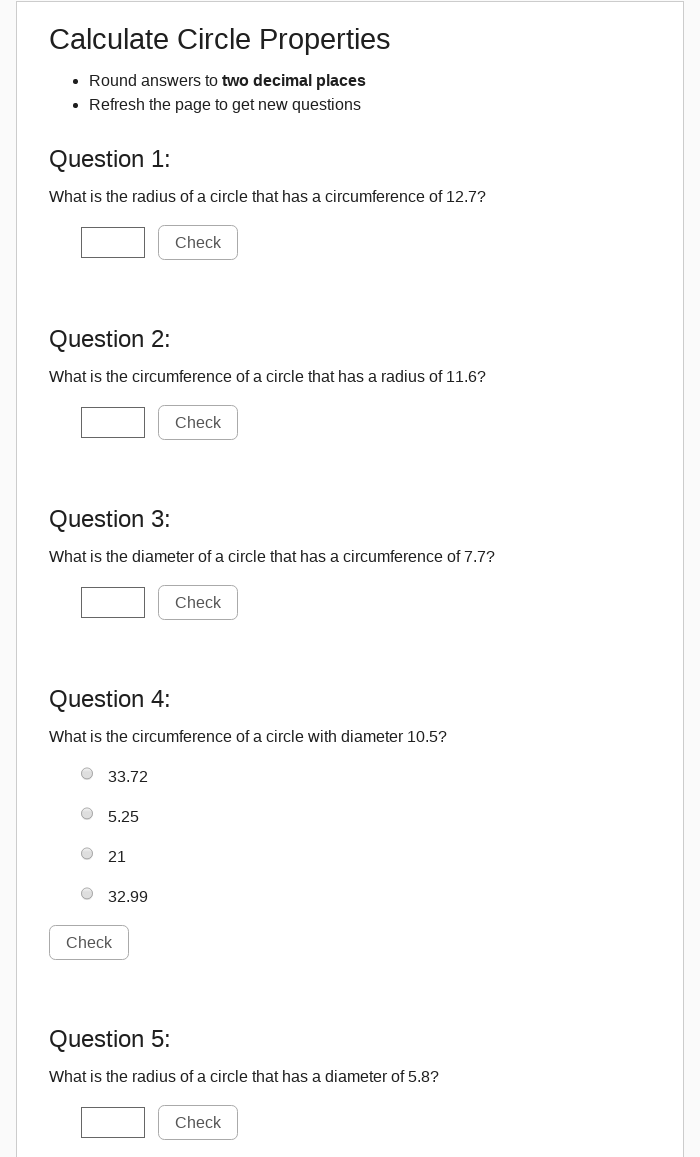 Calculate Circle Properties
Round answers to two decimal places
Refresh the page to get new questions
Question 1:
What is the radius of a circle that has a circumference of 12.7?
Check
Question 2:
What is the circumference of a circle that has a radius of 11.6?
Check
Question 3:
What is the diameter of a circle that has a circumference of 7.7?
Check
Question 4:
What is the circumference of a circle with diameter 10.5?
33.72
5.25
21
32.99
Check
Question 5:
What is the radius of a circle that has a diameter of 5.8?
Check